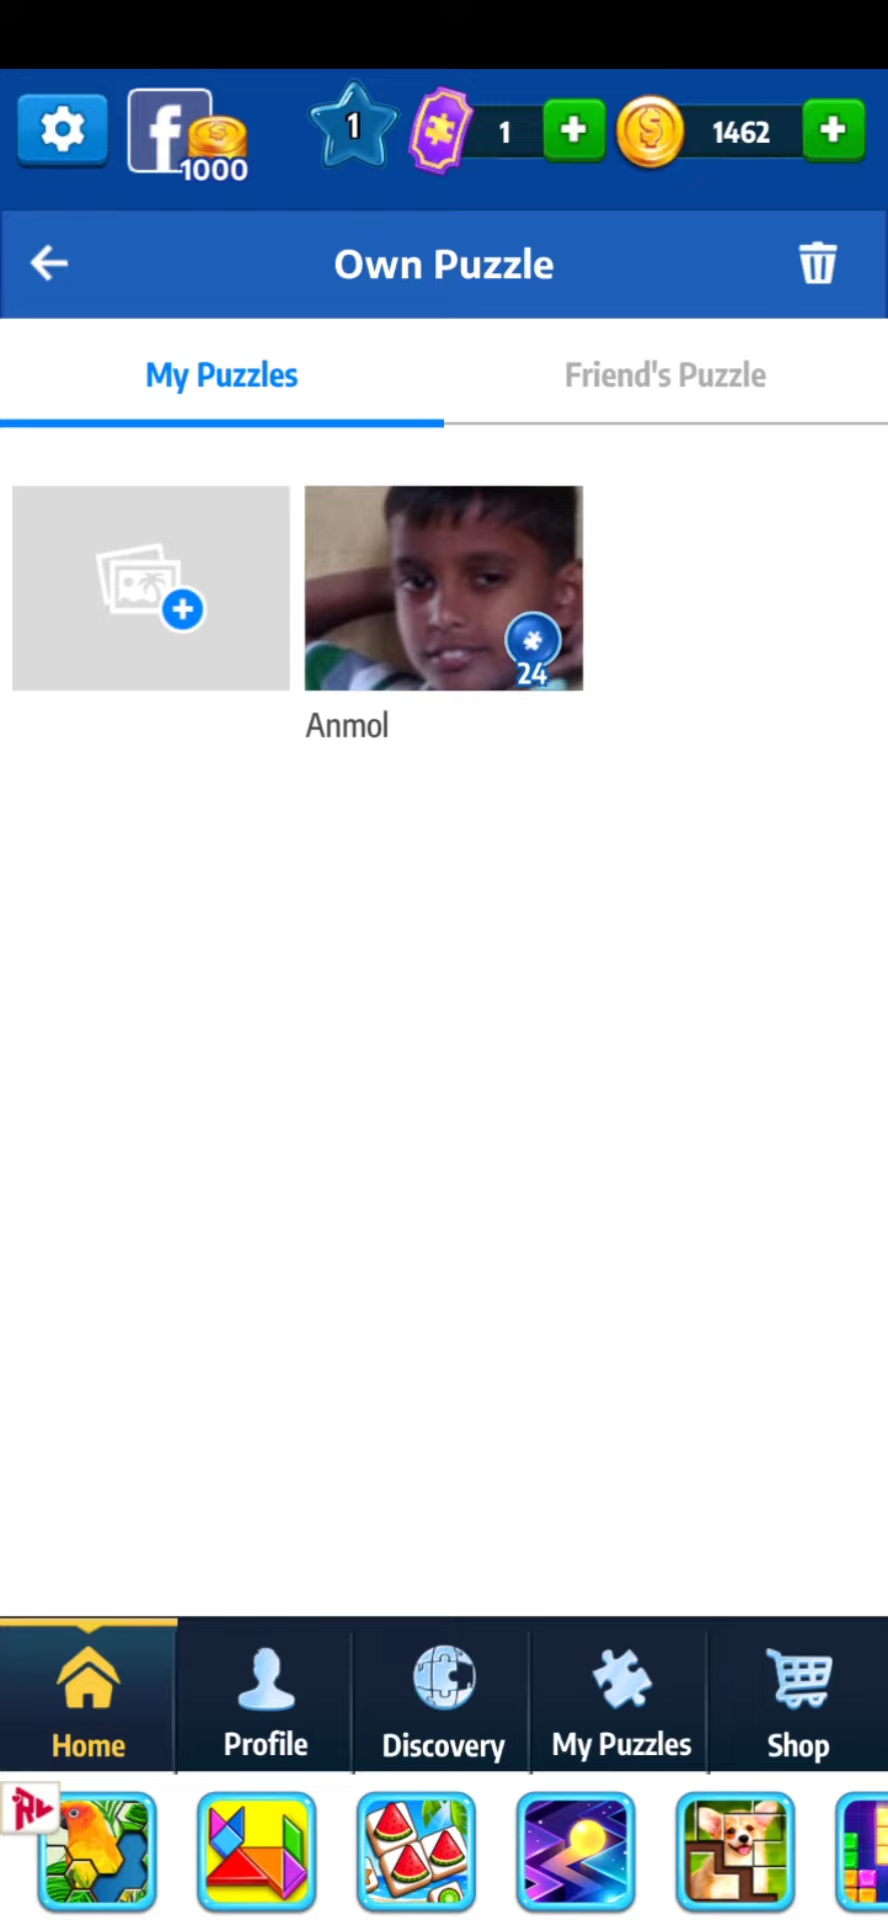 1000
1
1
1462
Own Puzzle
My Puzzles
Friend's Puzzle
24
Anmol
Home
Profile
Discovery
My Puzzles
Shop